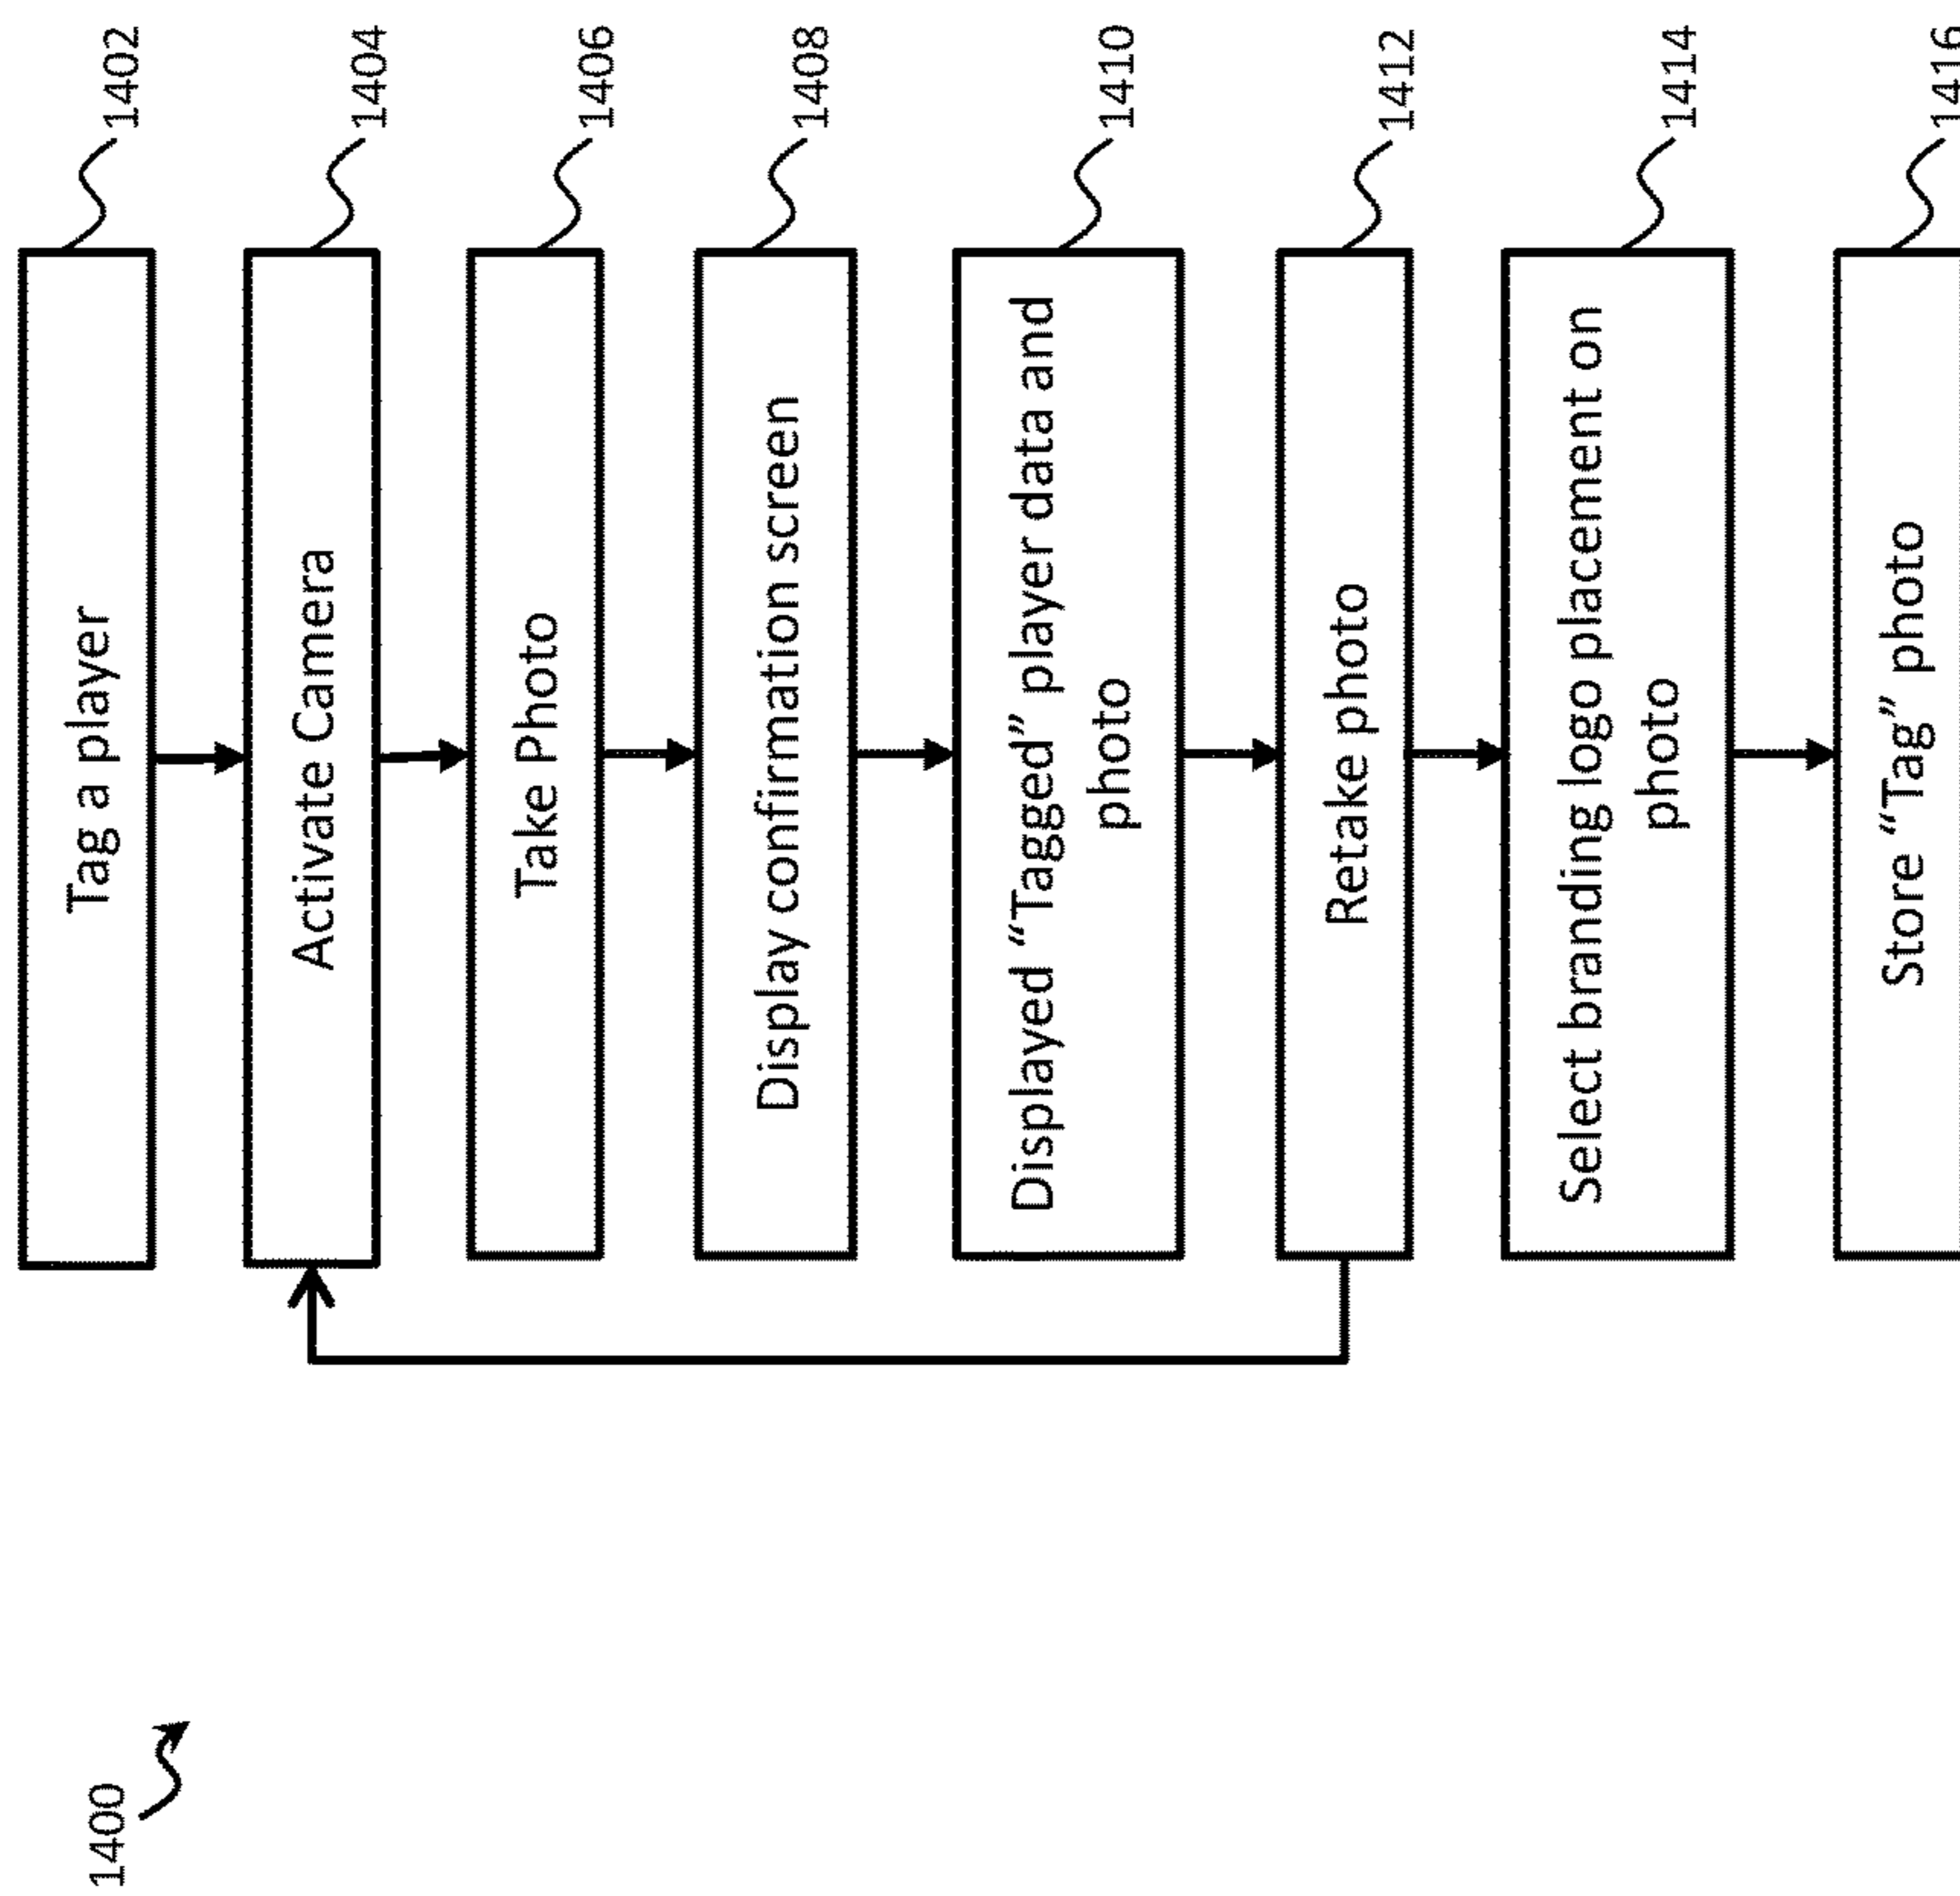 1400
Tag a player
1402
Activate Camera
1404
Take Photo
1406
Display confirmation screen
1408
Displayed “Tagged” player data and
photo
1410
Retake photo
1412
Select branding logo placement on
photo
1414
Store “Tag” photo
1416